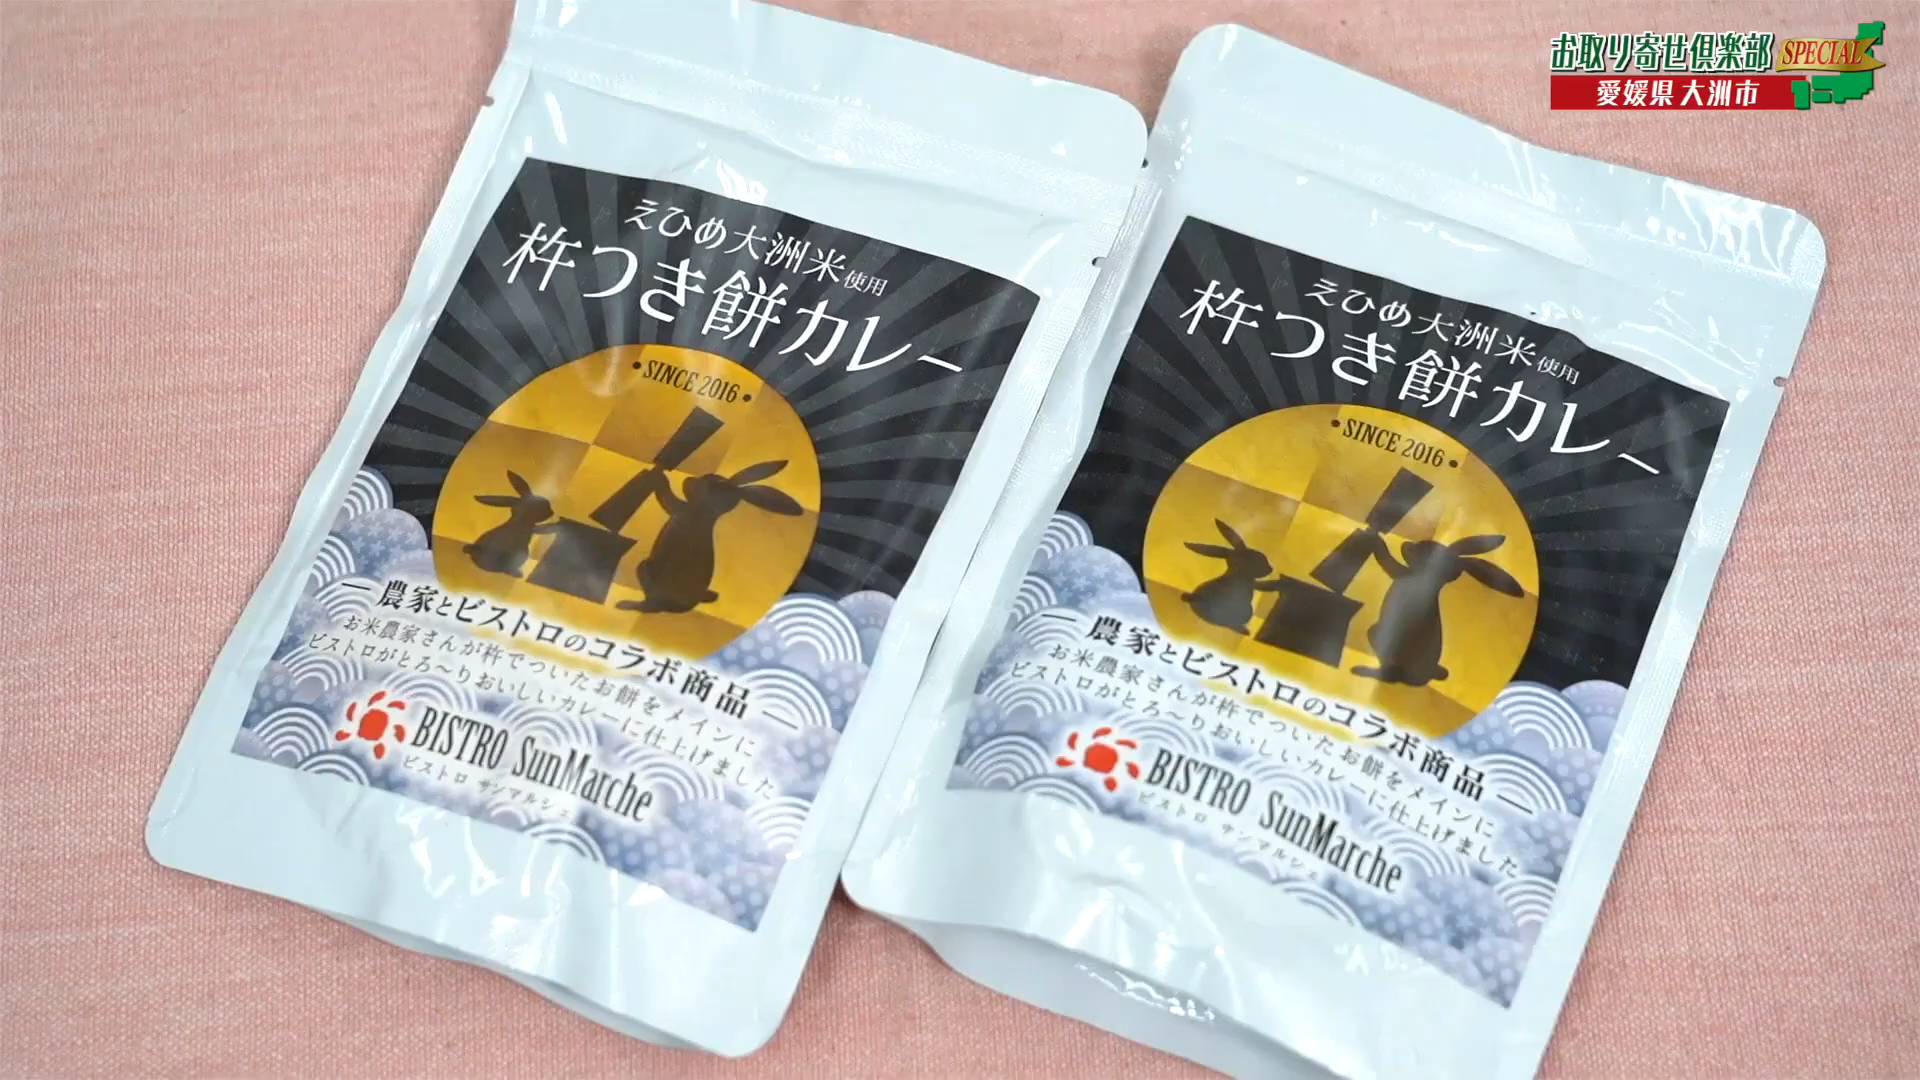 お取り寄せ倶楽部 SPECIAL
愛媛県 大洲市
えひめ大洲米使用
杵つき餅カレー
• SINCE 2016 •
― 農家とビストロのコラボ商品 ―
お米農家さんが杵でついたお餅をメインに
ビストロがとろ～りおいしいカレーに仕上げました
BISTRO SunMarche
ビストロ サンマルシェ
えひめ大洲米使用
杵つき餅カレー
• SINCE 2016 •
― 農家とビストロのコラボ商品 ―
お米農家さんが杵でついたお餅をメインに
ビストロがとろ～りおいしいカレーに仕上げました
BISTRO SunMarche
ビストロ サンマルシェ